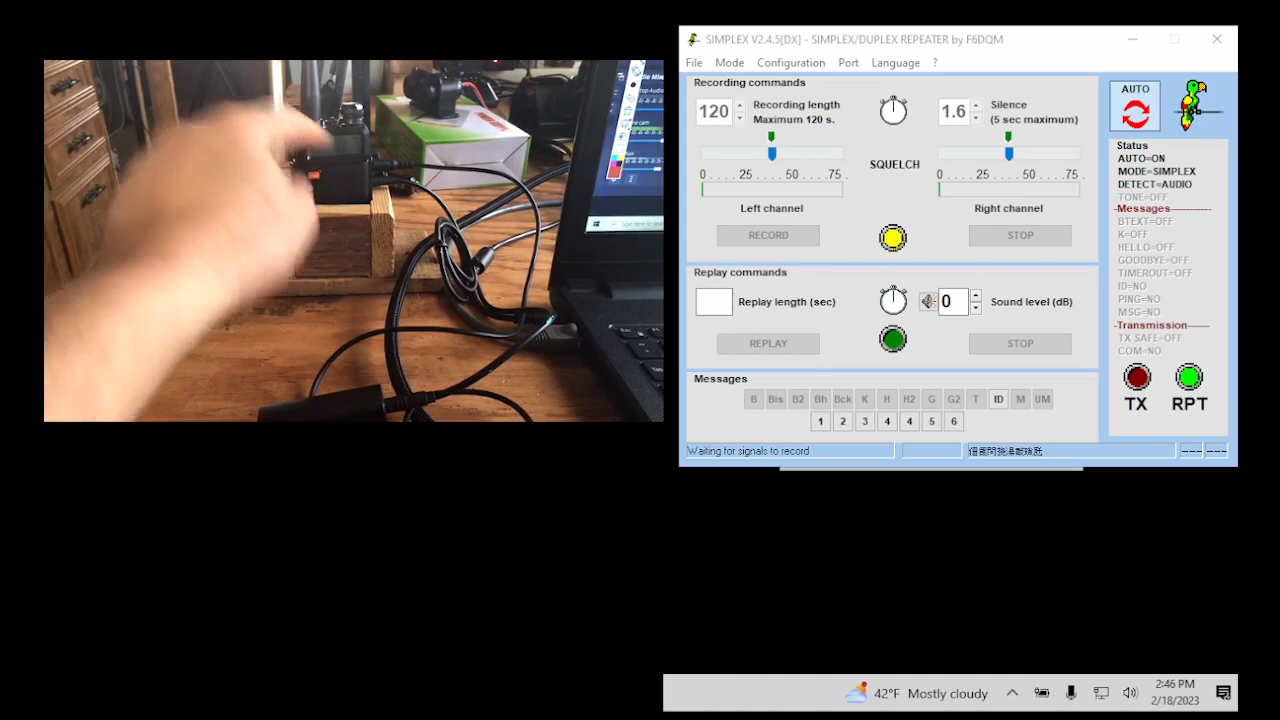 SIMPLEX V2.4.5[DX] - SIMPLEX/DUPLEX REPEATER by F6DQM
File Mode Configuration Port Language ?
Recording commands
120
Recording length
Maximum 120 s.
1.6
Silence
(5 sec maximum)
SQUELCH
0 . . . . 25 . . . . 50 . . . .75 .
0 . . . . 25 . . . . 50 . . . .75 .
Left channel
Right channel
RECORD
STOP
Replay commands
Replay length (sec)
0
Sound level (dB)
REPLAY
STOP
Messages
B Bis B2 Bh Bck K H H2 G G2 T ID M UM
1 2 3 4 4 5 6
Waiting for signals to record
AUTO
Status
AUTO=ON
MODE=SIMPLEX
DETECT=AUDIO
TONE=OFF
-Messages----------
BTEXT=OFF
K=OFF
HELLO=OFF
GOODBYE=OFF
TIMEROUT=OFF
ID=NO
PING=NO
MSG=NO
-Transmission------
TX SAFE=OFF
COM=NO
TX RPT
--- ---
42°F Mostly cloudy
2:46 PM
2/18/2023